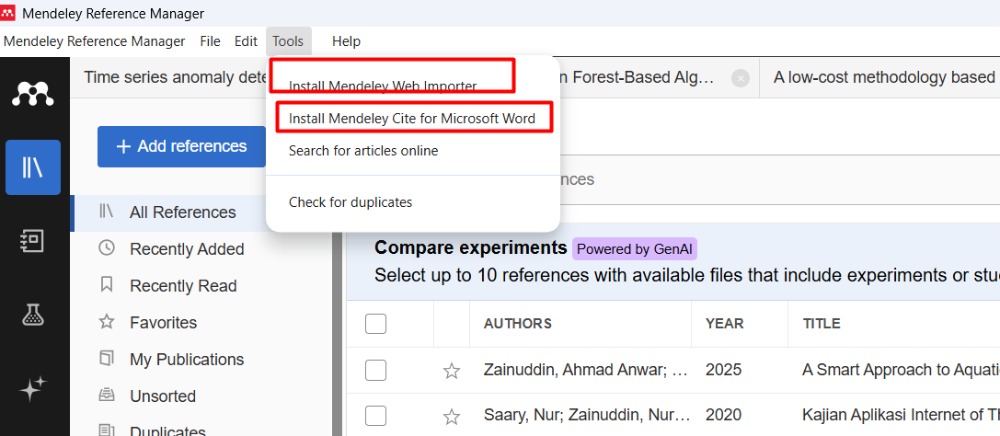 Mendeley Reference Manager
Mendeley Reference Manager File Edit Tools Help
Time series anomaly dete
n Forest-Based Alg…
A low-cost methodology based
Install Mendeley Web Importer
Install Mendeley Cite for Microsoft Word
Search for articles online
Check for duplicates
+ Add references
nces
All References
Recently Added
Recently Read
Favorites
My Publications
Unsorted
Duplicates
Compare experiments Powered by GenAI
Select up to 10 references with available files that include experiments or stu
AUTHORS YEAR TITLE
Zainuddin, Ahmad Anwar; … 2025 A Smart Approach to Aquatic
Saary, Nur; Zainuddin, Nur… 2020 Kajian Aplikasi Internet of T